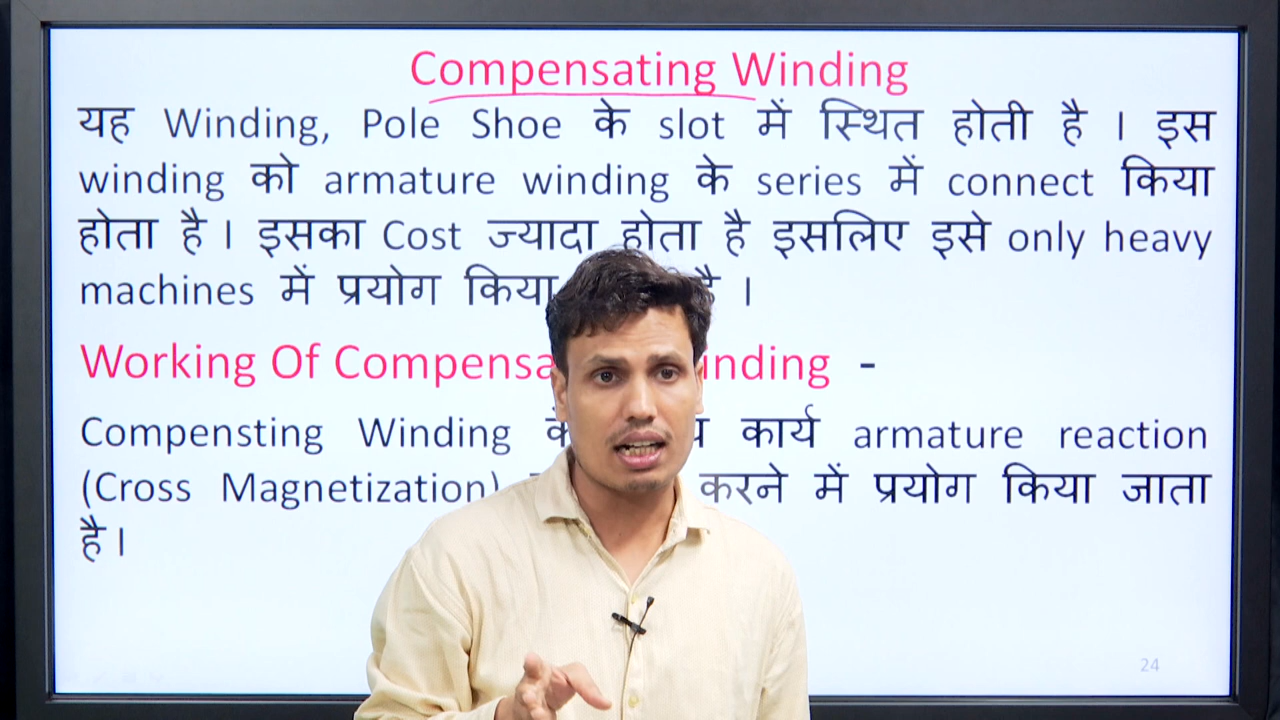 Compensating Winding
यह Winding, Pole Shoe के slot में स्थित होती है । इस
winding को armature winding के series में connect किया
होता है । इसका Cost ज्यादा होता है इसलिए इसे only heavy
machines में प्रयोग किया है ।
Working Of -
Compensting Winding कार्य armature reaction
(Cross Magnetization) करने में प्रयोग किया जाता
है ।
24